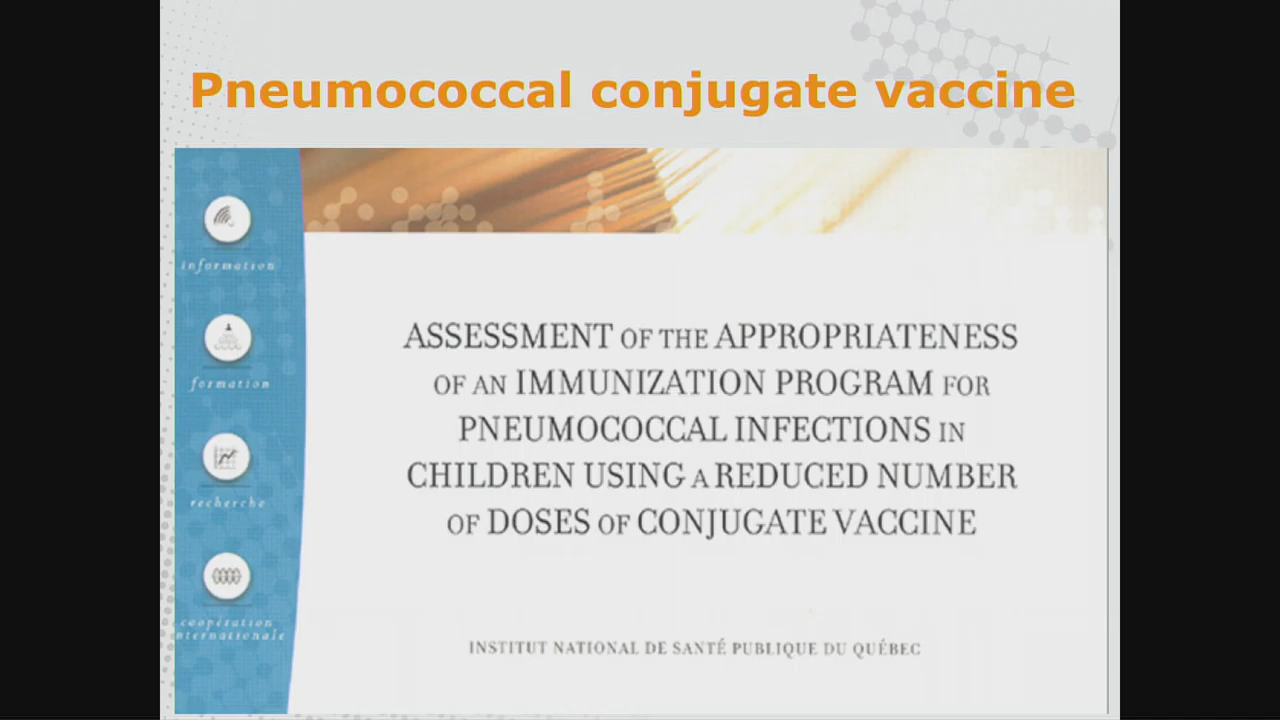 Pneumococcal conjugate vaccine
information
formation
recherche
coopération
internationale
ASSESSMENT OF THE APPROPRIATENESS
OF AN IMMUNIZATION PROGRAM FOR
PNEUMOCOCCAL INFECTIONS IN
CHILDREN USING A REDUCED NUMBER
OF DOSES OF CONJUGATE VACCINE
INSTITUT NATIONAL DE SANTÉ PUBLIQUE DU QUÉBEC